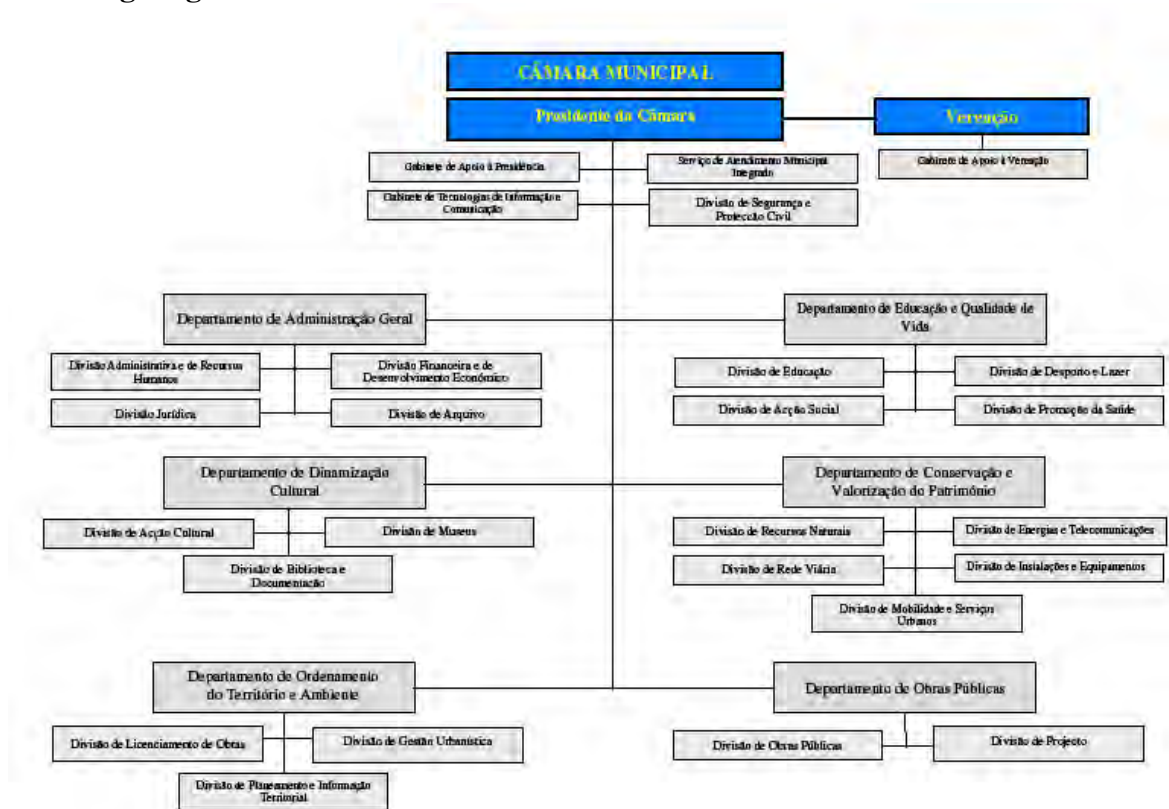 CÂMARA MUNICIPAL
Presidente da Câmara
Vereação
Gabinete de Apoio à Presidência
Serviço de Atendimento Municipal
Integrado
Gabinete de Apoio à Vereação
Gabinete de Tecnologias de Informação e
Comunicação
Divisão de Segurança e
Protecção Civil
Departamento de Administração Geral
Departamento de Educação e Qualidade de
Vida
Divisão Administrativa e de Recursos
Humanos
Divisão Financeira e de
Desenvolvimento Económico
Divisão de Educação
Divisão de Desporto e Lazer
Divisão Jurídica
Divisão de Arquivo
Divisão de Acção Social
Divisão de Promoção da Saúde
Departamento de Dinamização
Cultural
Departamento de Conservação e
Valorização do Património
Divisão de Acção Cultural
Divisão de Museus
Divisão de Recursos Naturais
Divisão de Energias e Telecomunicações
Divisão de Biblioteca e
Documentação
Divisão de Rede Viária
Divisão de Instalações e Equipamentos
Divisão de Mobilidade e Serviços
Urbanos
Departamento de Ordenamento
do Território e Ambiente
Departamento de Obras Públicas
Divisão de Licenciamento de Obras
Divisão de Gestão Urbanística
Divisão de Obras Públicas
Divisão de Projecto
Divisão de Planeamento e Informação
Territorial